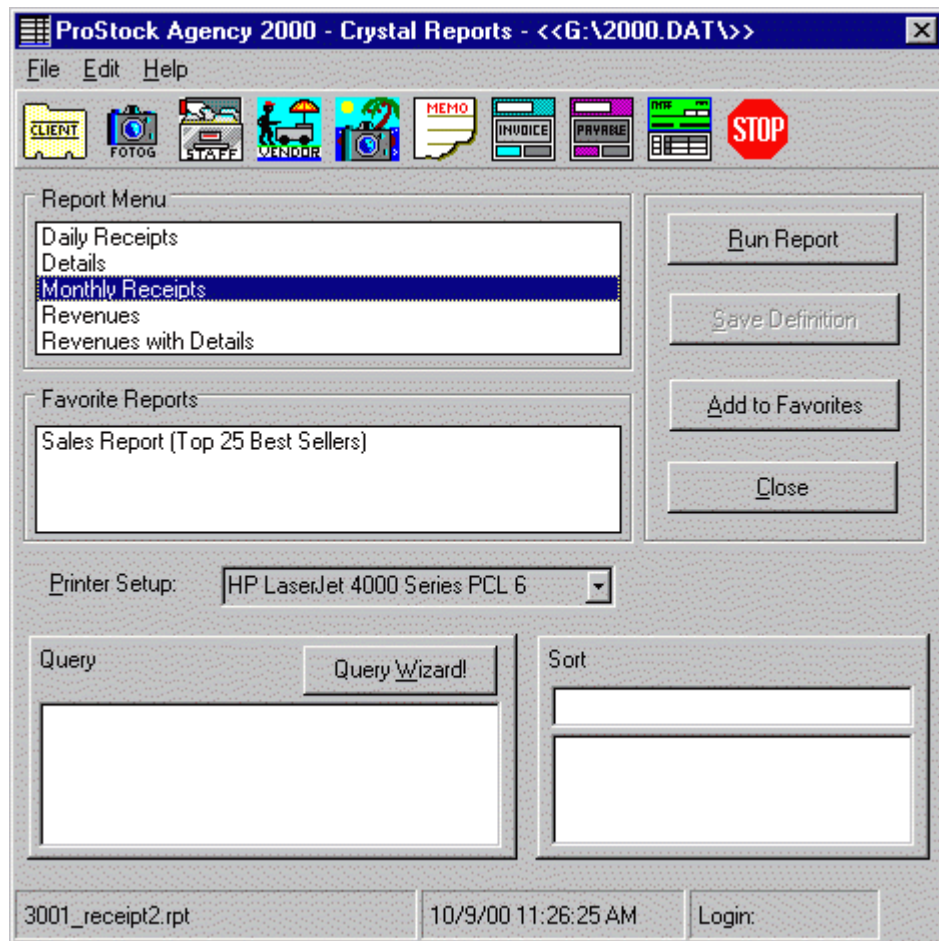 ProStock Agency 2000 - Crystal Reports - <<G:\2000.DAT\>>
File Edit Help
CLIENT FOTOG STAFF VENDOR MEMO INVOICE PAYABLE STOP
Report Menu
Daily Receipts
Details
Monthly Receipts
Revenues
Revenues with Details
Run Report
Save Definition
Add to Favorites
Close
Favorite Reports
Sales Report (Top 25 Best Sellers)
Printer Setup: HP LaserJet 4000 Series PCL 6
Query Query Wizard!
Sort
3001_receipt2.rpt 10/9/00 11:26:25 AM Login: